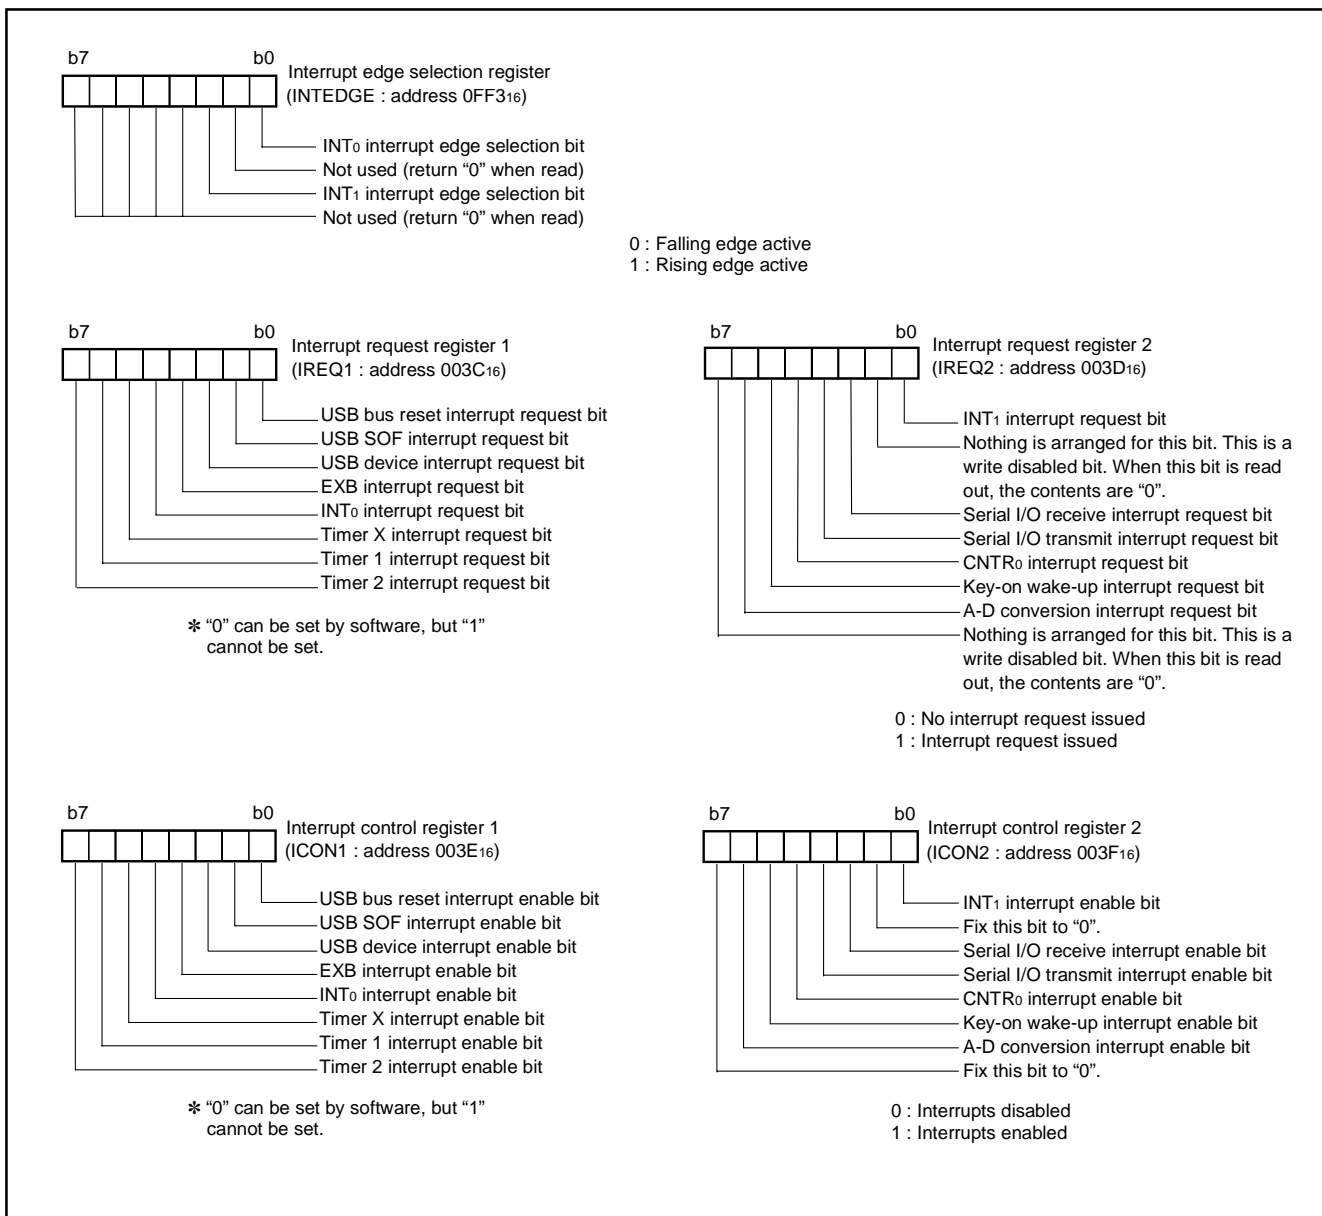 b7 b0
Interrupt edge selection register
(INTEDGE : address 0FF316)
INT0 interrupt edge selection bit
Not used (return “0” when read)
INT1 interrupt edge selection bit
Not used (return “0” when read)
0 : Falling edge active
1 : Rising edge active
b7 b0
Interrupt request register 1
(IREQ1 : address 003C16)
USB bus reset interrupt request bit
USB SOF interrupt request bit
USB device interrupt request bit
EXB interrupt request bit
INT0 interrupt request bit
Timer X interrupt request bit
Timer 1 interrupt request bit
Timer 2 interrupt request bit
✽ “0” can be set by software, but “1”
cannot be set.
b7 b0
Interrupt request register 2
(IREQ2 : address 003D16)
INT1 interrupt request bit
Nothing is arranged for this bit. This is a
write disabled bit. When this bit is read
out, the contents are “0”.
Serial I/O receive interrupt request bit
Serial I/O transmit interrupt request bit
CNTR0 interrupt request bit
Key-on wake-up interrupt request bit
A-D conversion interrupt request bit
Nothing is arranged for this bit. This is a
write disabled bit. When this bit is read
out, the contents are “0”.
0 : No interrupt request issued
1 : Interrupt request issued
b7 b0
Interrupt control register 1
(ICON1 : address 003E16)
USB bus reset interrupt enable bit
USB SOF interrupt enable bit
USB device interrupt enable bit
EXB interrupt enable bit
INT0 interrupt enable bit
Timer X interrupt enable bit
Timer 1 interrupt enable bit
Timer 2 interrupt enable bit
✽ “0” can be set by software, but “1”
cannot be set.
b7 b0
Interrupt control register 2
(ICON2 : address 003F16)
INT1 interrupt enable bit
Fix this bit to “0”.
Serial I/O receive interrupt enable bit
Serial I/O transmit interrupt enable bit
CNTR0 interrupt enable bit
Key-on wake-up interrupt enable bit
A-D conversion interrupt enable bit
Fix this bit to “0”.
0 : Interrupts disabled
1 : Interrupts enabled